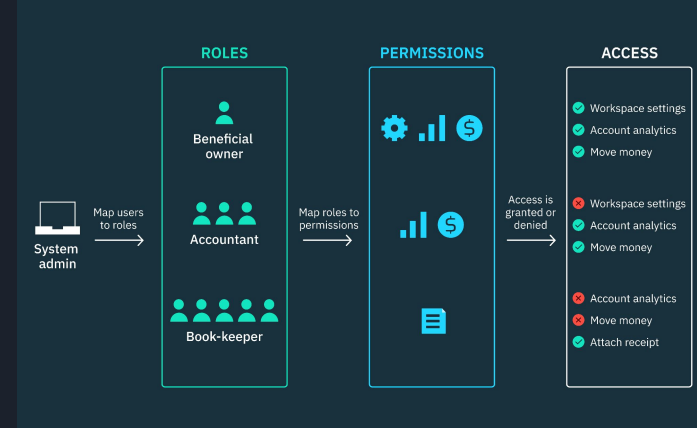 ROLES
PERMISSIONS
ACCESS
Beneficial
owner
$
Workspace settings
Account analytics
Move money
System
admin
Map users
to roles
Accountant
Map roles to
permissions
$
Access is
granted or
denied
Workspace settings
Account analytics
Move money
Book-keeper
Account analytics
Move money
Attach receipt